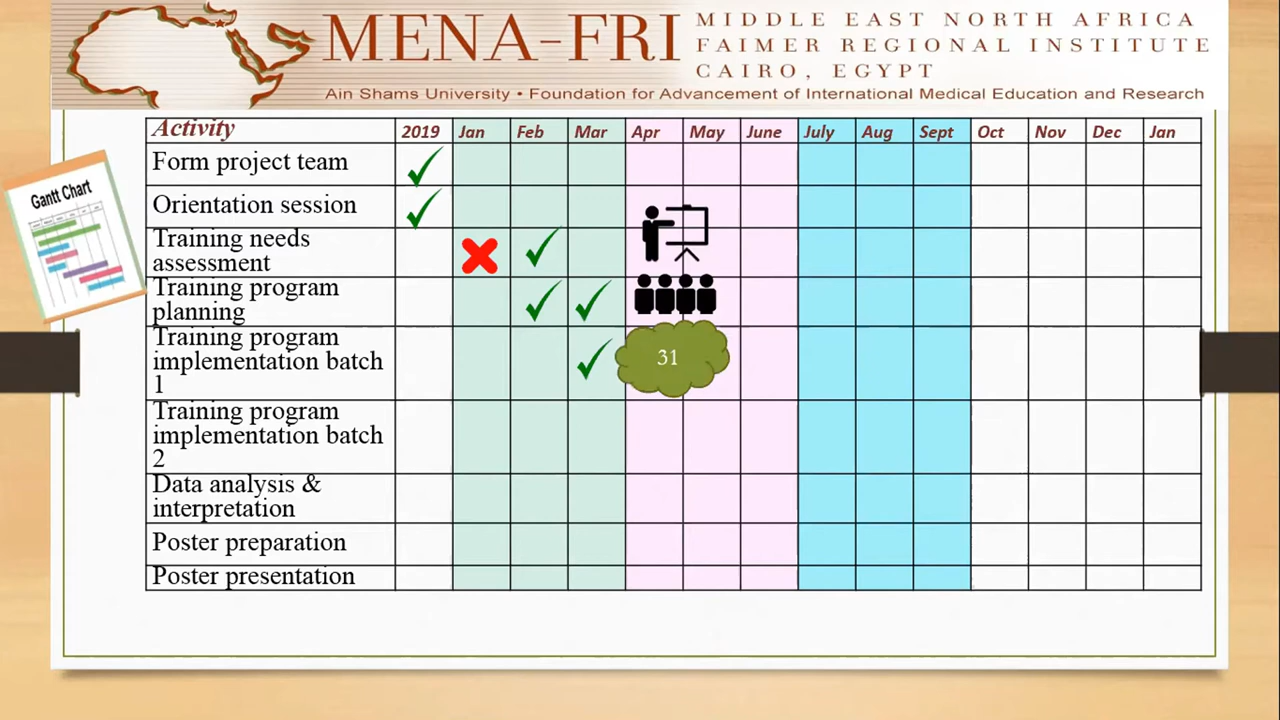 MENA-FRI
MIDDLE EAST NORTH AFRICA
FAIMER REGIONAL INSTITUTE
CAIRO, EGYPT
Ain Shams University • Foundation for Advancement of International Medical Education and Research
Gantt Chart
Activity 2019 Jan Feb Mar Apr May June July Aug Sept Oct Nov Dec Jan
Form project team
Orientation session
Training needs
assessment
Training program
planning
Training program
implementation batch
1
31
Training program
implementation batch
2
Data analysis &
interpretation
Poster preparation
Poster presentation